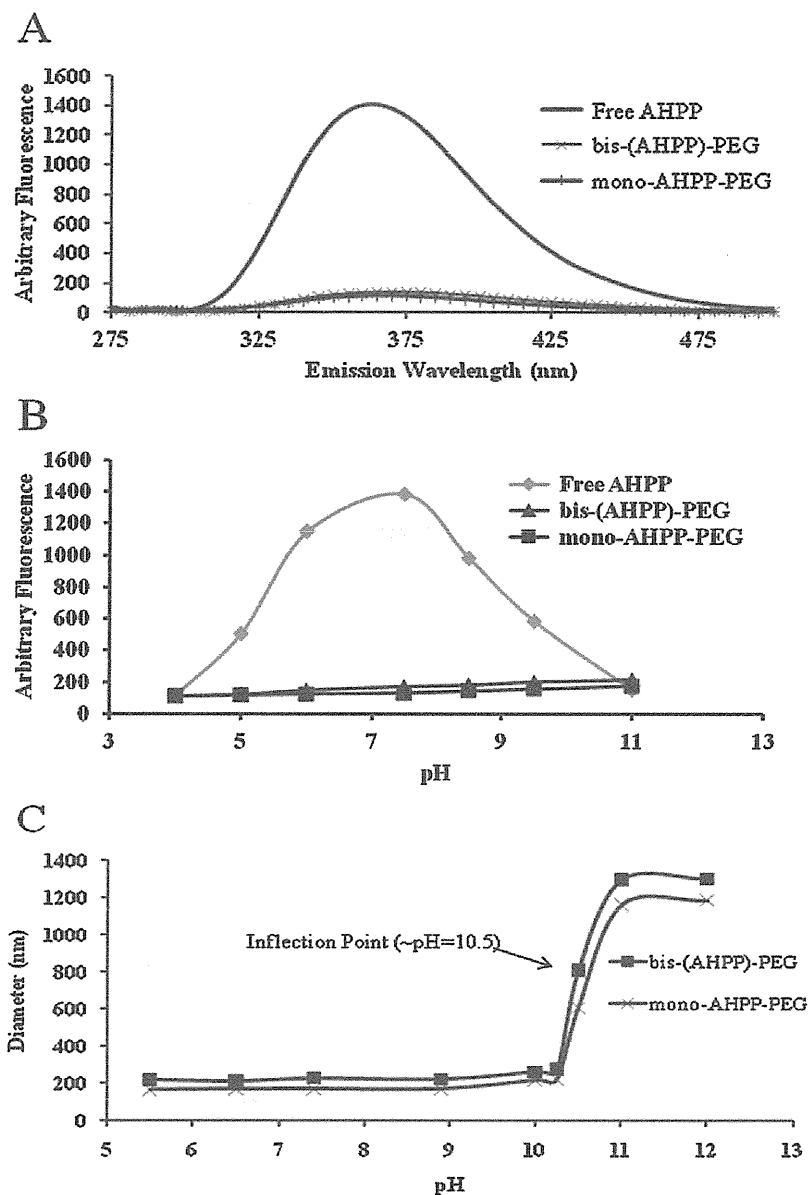 A
1600
1400
1200
1000
800
600
400
200
0
Arbitrary Fluorescence
Free AHPP
bis-(AHPP)-PEG
mono-AHPP-PEG
275 325 375 425 475
Emission Wavelength (nm)
B
1600
1400
1200
1000
800
600
400
200
0
Arbitrary Fluorescence
Free AHPP
bis-(AHPP)-PEG
mono-AHPP-PEG
3 5 7 9 11 13
pH
C
1400
1200
1000
800
600
400
200
0
Diameter (nm)
Inflection Point (~pH=10.5)
bis-(AHPP)-PEG
mono-AHPP-PEG
5 6 7 8 9 10 11 12 13
pH